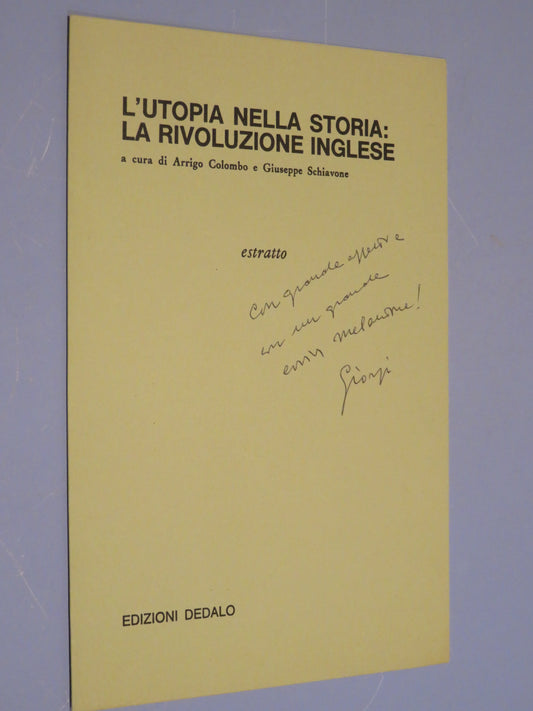 L'UTOPIA NELLA STORIA:
LA RIVOLUZIONE INGLESE
a cura di Arrigo Colombo e Giuseppe Schiavone
estratto
Con grande affetto e
con un grande
EDIZIONI DEDALO